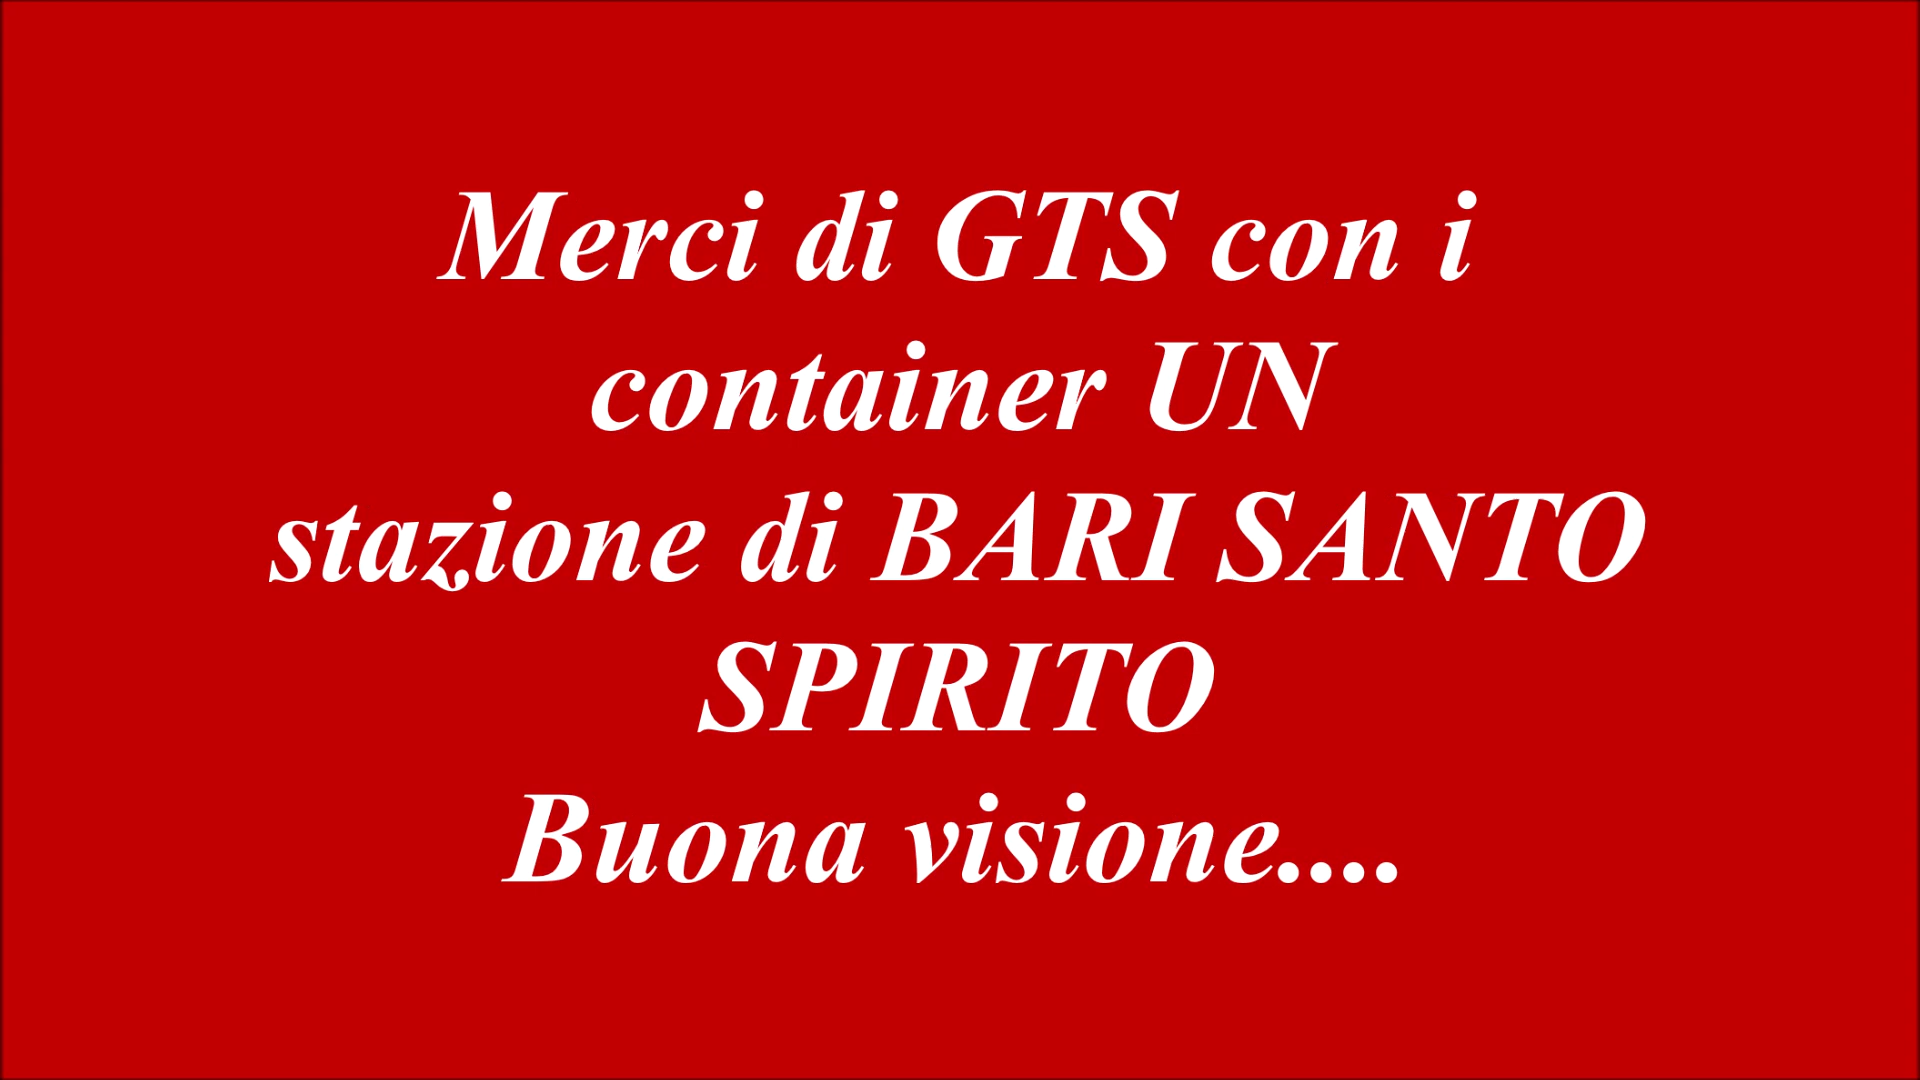 Merci di GTS con i
container UN
stazione di BARI SANTO
SPIRITO
Buona visione....